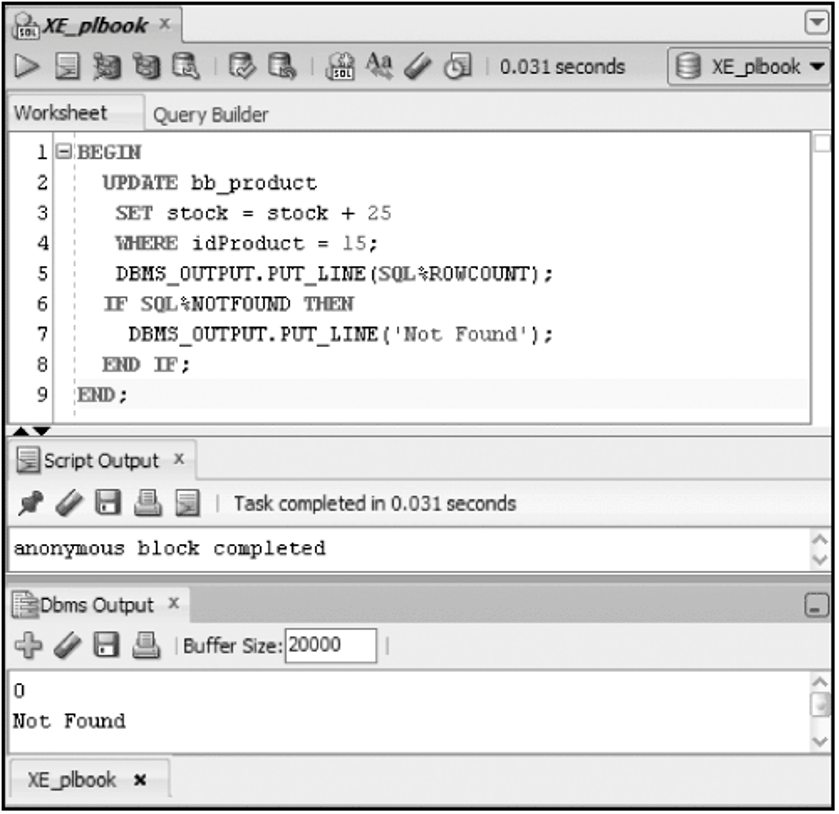 XE_plbook
SQL
SQL Aa 0.031 seconds XE_plbook
Worksheet Query Builder
1 BEGIN
2 UPDATE bb_product
3 SET stock = stock + 25
4 WHERE idProduct = 15;
5 DBMS_OUTPUT.PUT_LINE(SQL%ROWCOUNT);
6 IF SQL%NOTFOUND THEN
7 DBMS_OUTPUT.PUT_LINE('Not Found');
8 END IF;
9 END;
Script Output
Task completed in 0.031 seconds
anonymous block completed
Dbms Output
Buffer Size: 20000
0
Not Found
XE_plbook